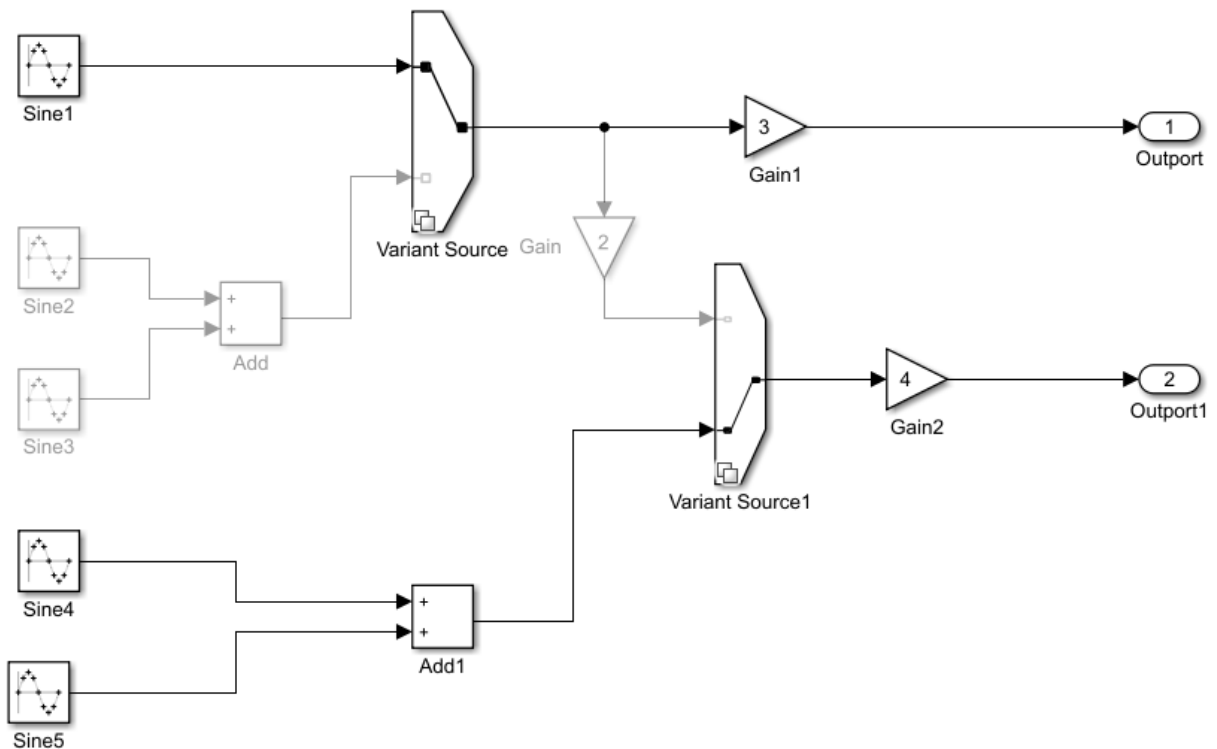 Sine1
3
1
Gain1
Outport
Variant Source
Gain
2
Sine2
+
+
Add
Sine3
4
2
Gain2
Outport1
Variant Source1
Sine4
+
+
Add1
Sine5